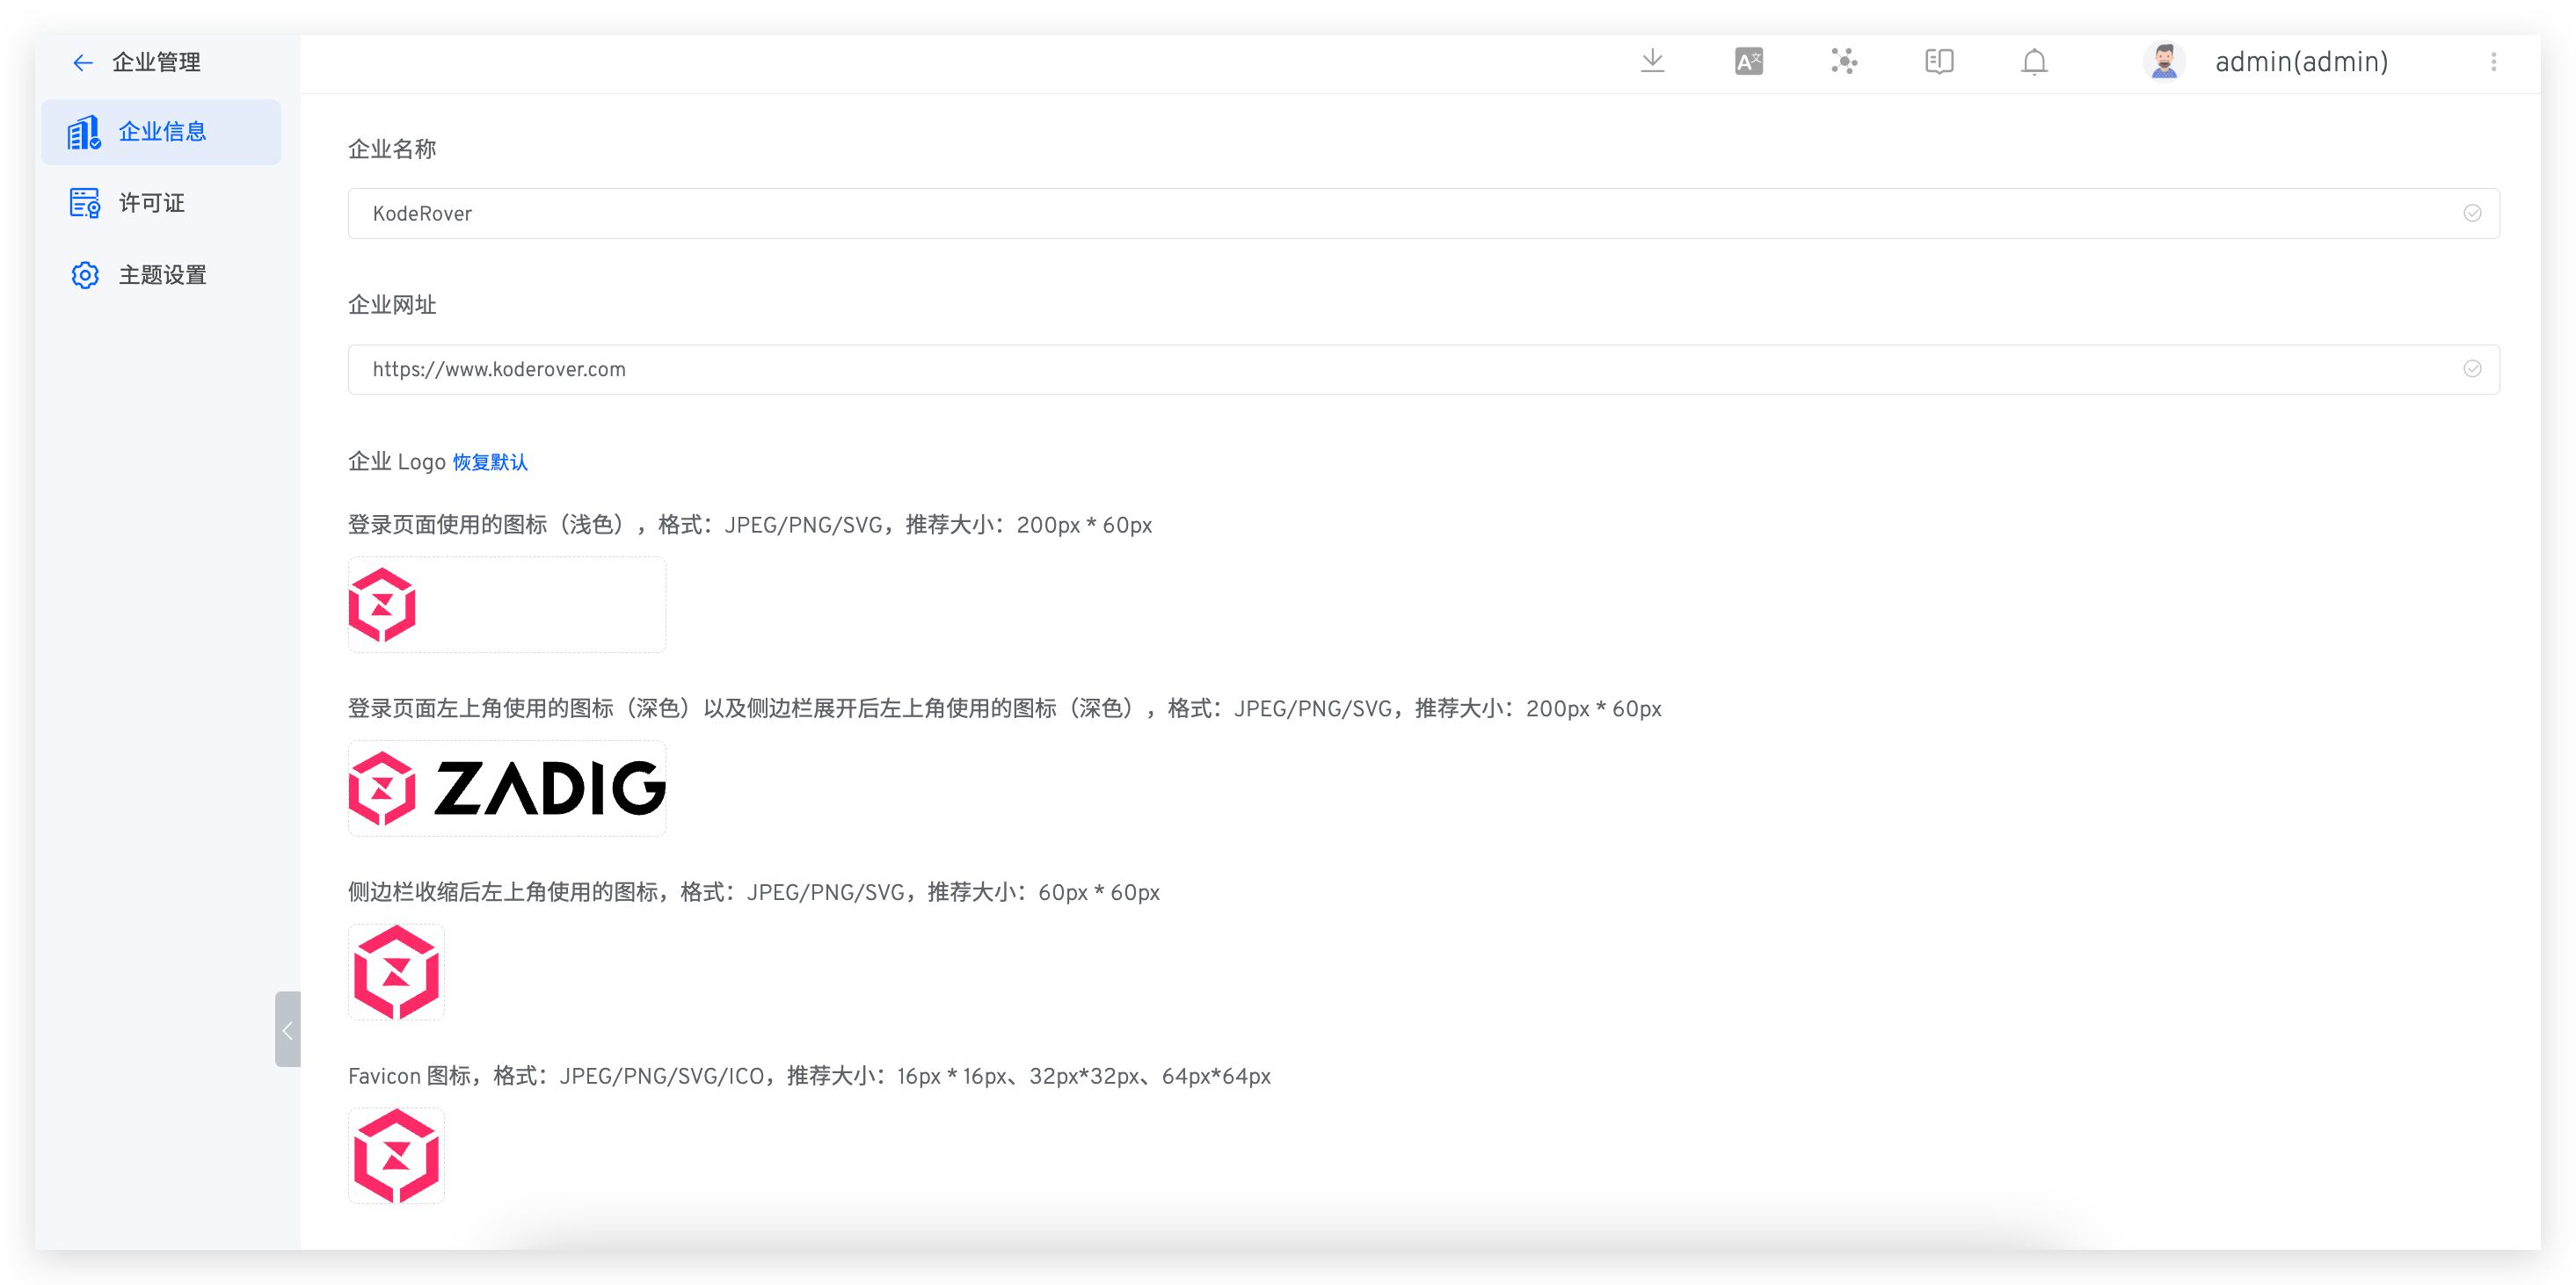 企业管理
admin(admin)
企业信息
许可证
主题设置
企业名称
KodeRover
企业网址
https://www.koderover.com
企业 Logo 恢复默认
登录页面使用的图标（浅色），格式：JPEG/PNG/SVG，推荐大小：200px * 60px
登录页面左上角使用的图标（深色）以及侧边栏展开后左上角使用的图标（深色），格式：JPEG/PNG/SVG，推荐大小：200px * 60px
ZADIG
侧边栏收缩后左上角使用的图标，格式：JPEG/PNG/SVG，推荐大小：60px * 60px
Favicon 图标，格式：JPEG/PNG/SVG/ICO，推荐大小：16px * 16px、32px*32px、64px*64px